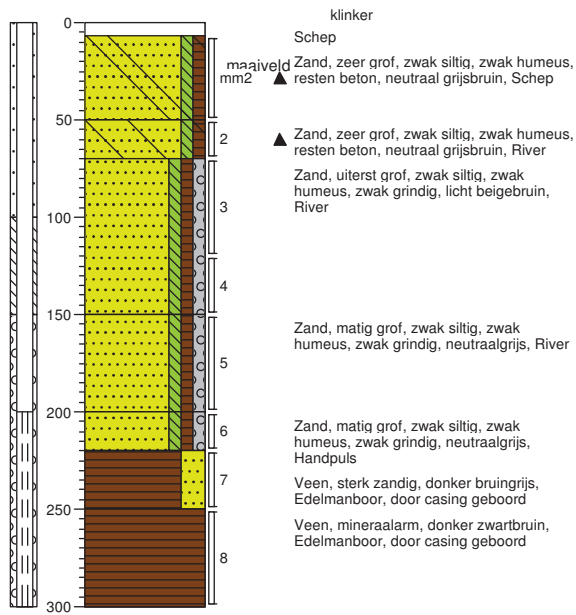 klinker
0
Schep
maaiveld
Zand, zeer grof, zwak siltig, zwak humeus,
mm2
resten beton, neutraal grijsbruin, Schep
50
2
Zand, zeer grof, zwak siltig, zwak humeus,
resten beton, neutraal grijsbruin, River
Zand, uiterst grof, zwak siltig, zwak
humeus, zwak grindig, licht beigebruin,
River
3
100
4
150
Zand, matig grof, zwak siltig, zwak
humeus, zwak grindig, neutraalgrijs, River
5
200
6
Zand, matig grof, zwak siltig, zwak
humeus, zwak grindig, neutraalgrijs,
Handpuls
7
Veen, sterk zandig, donker bruingrijs,
Edelmanboor, door casing geboord
250
Veen, mineraalarm, donker zwartbruin,
Edelmanboor, door casing geboord
8
300